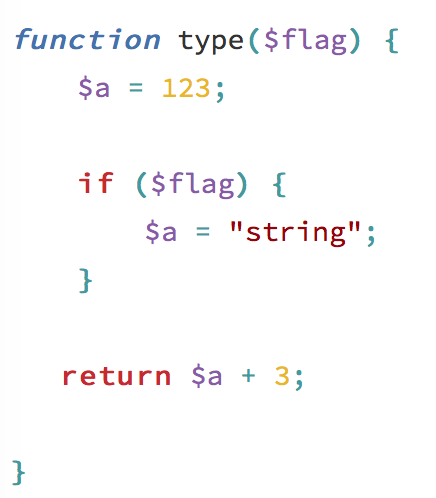 function type($flag) {
$a = 123;
if ($flag) {
$a = "string";
}
return $a + 3;
}